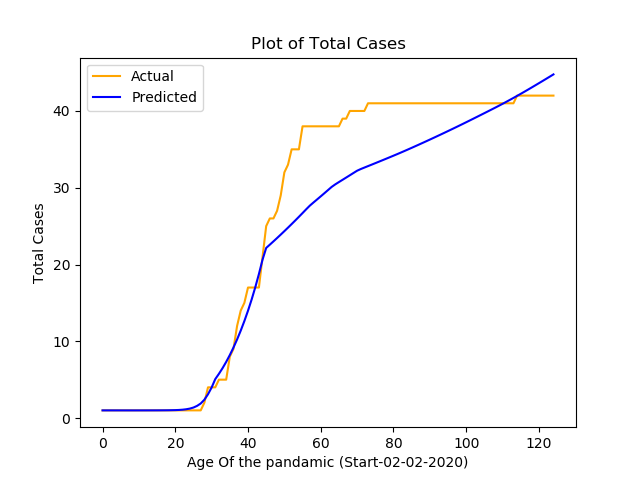 Plot of Total Cases
Actual
Predicted
40
30
20
10
0
Total Cases
0 20 40 60 80 100 120
Age Of the pandamic (Start-02-02-2020)